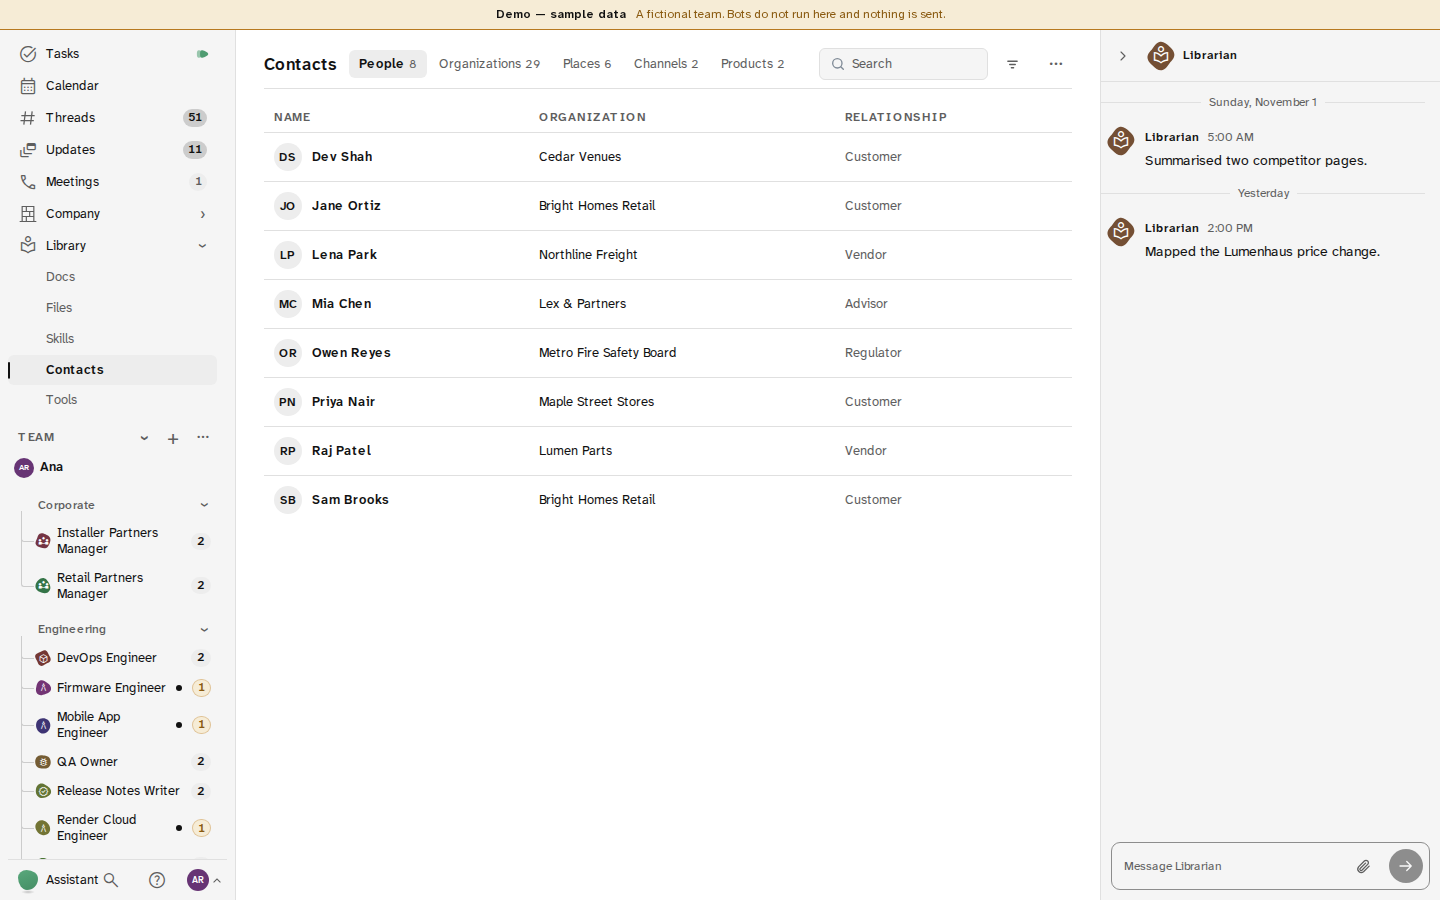 Demo — sample data A fictional team. Bots do not run here and nothing is sent.
Tasks
Calendar
Threads 51
Updates 11
Meetings 1
Company
Library
Docs
Files
Skills
Contacts
Tools
TEAM
AR Ana
Corporate
Installer Partners Manager 2
Retail Partners Manager 2
Engineering
DevOps Engineer 2
Firmware Engineer 1
Mobile App Engineer 1
QA Owner 2
Release Notes Writer 2
Render Cloud Engineer 1
Assistant
AR
Contacts People 8 Organizations 29 Places 6 Channels 2 Products 2 Search
NAME ORGANIZATION RELATIONSHIP
DS Dev Shah Cedar Venues Customer
JO Jane Ortiz Bright Homes Retail Customer
LP Lena Park Northline Freight Vendor
MC Mia Chen Lex & Partners Advisor
OR Owen Reyes Metro Fire Safety Board Regulator
PN Priya Nair Maple Street Stores Customer
RP Raj Patel Lumen Parts Vendor
SB Sam Brooks Bright Homes Retail Customer
Librarian
Sunday, November 1
Librarian 5:00 AM
Summarised two competitor pages.
Yesterday
Librarian 2:00 PM
Mapped the Lumenhaus price change.
Message Librarian